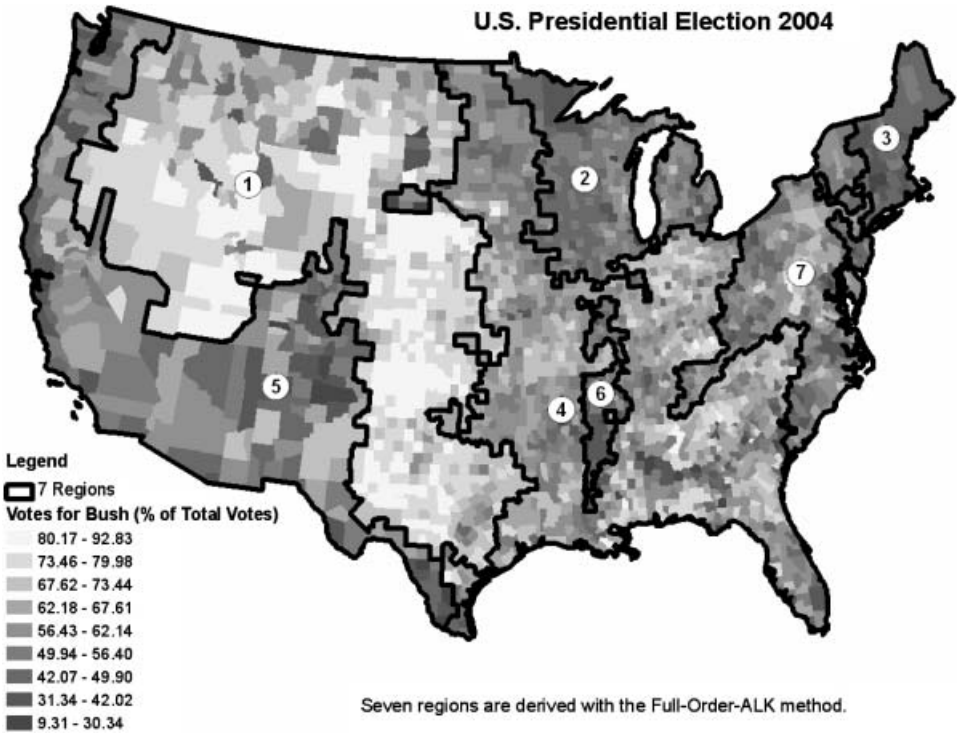 U.S. Presidential Election 2004
1
2
3
7
5
4
6
Legend
7 Regions
Votes for Bush (% of Total Votes)
80.17 - 92.83
73.46 - 79.98
67.62 - 73.44
62.18 - 67.61
56.43 - 62.14
49.94 - 56.40
42.07 - 49.90
31.34 - 42.02
9.31 - 30.34
Seven regions are derived with the Full-Order-ALK method.